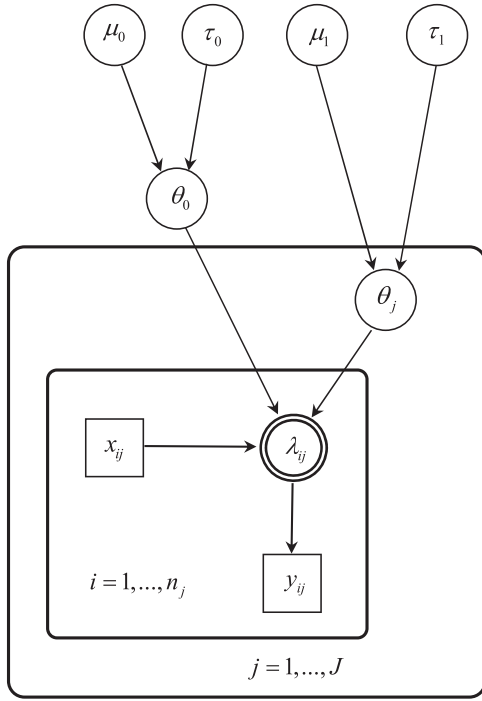 μ₀ τ₀ μ₁ τ₁
θ₀
θⱼ
xᵢⱼ λᵢⱼ
i = 1,...,nⱼ yᵢⱼ
j = 1,...,J